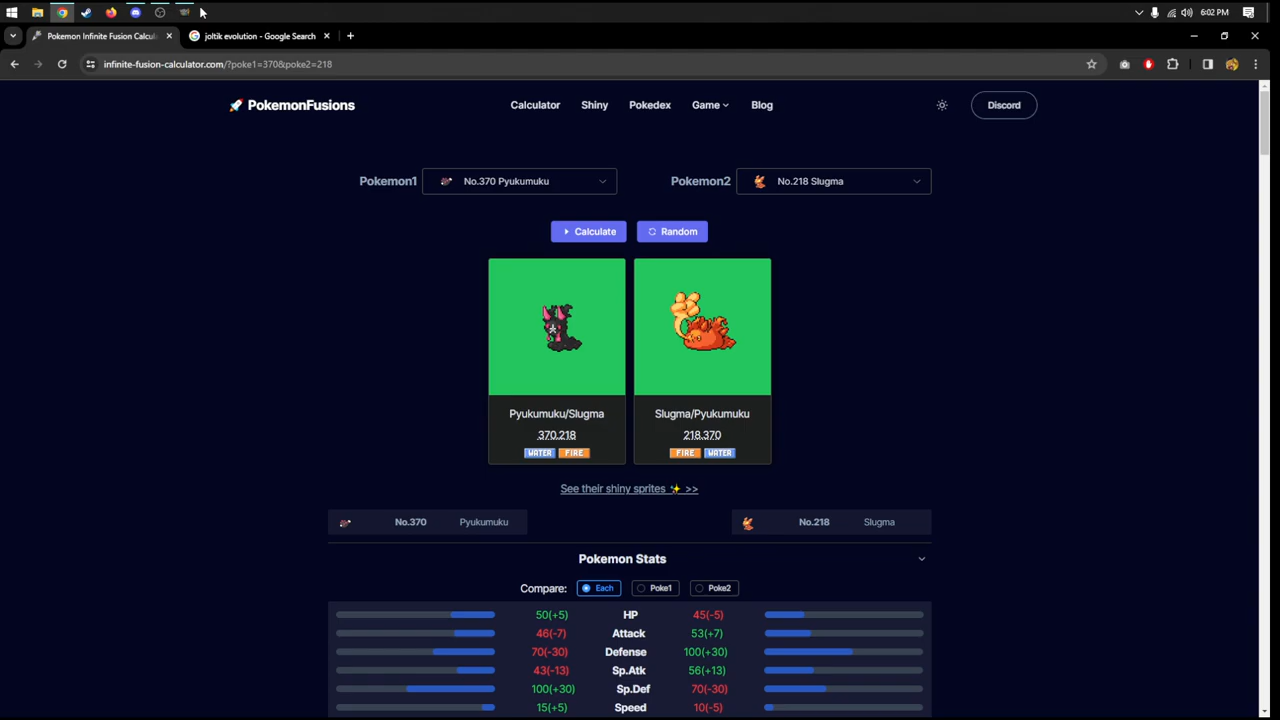 6:02 PM
Pokemon Infinite Fusion Calcula
joltik evolution - Google Search
infinite-fusion-calculator.com/?poke1=370&poke2=218
PokemonFusions
Calculator
Shiny
Pokedex
Game
Blog
Discord
Pokemon1
No.370 Pyukumuku
Pokemon2
No.218 Slugma
Calculate
Random
Pyukumuku/Slugma
370.218
WATER FIRE
Slugma/Pyukumuku
218.370
FIRE WATER
See their shiny sprites ✨ >>
No.370 Pyukumuku
No.218 Slugma
Pokemon Stats
Compare: Each Poke1 Poke2
50(+5) HP 45(-5)
46(-7) Attack 53(+7)
70(-30) Defense 100(+30)
43(-13) Sp.Atk 56(+13)
100(+30) Sp.Def 70(-30)
15(+5) Speed 10(-5)